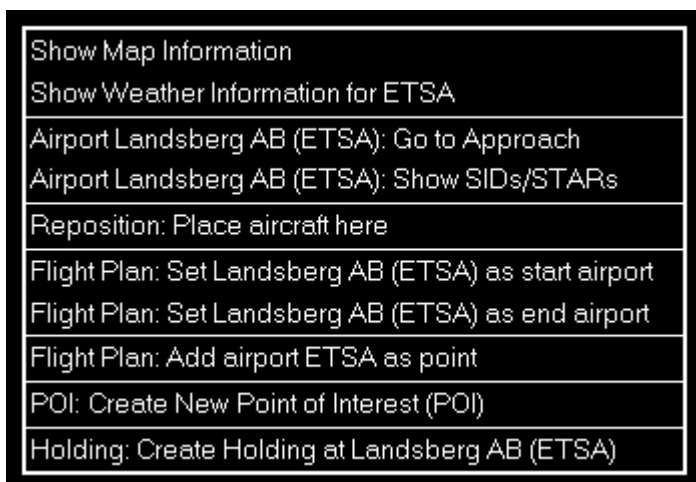 Show Map Information
Show Weather Information for ETSA
Airport Landsberg AB (ETSA): Go to Approach
Airport Landsberg AB (ETSA): Show SIDs/STARs
Reposition: Place aircraft here
Flight Plan: Set Landsberg AB (ETSA) as start airport
Flight Plan: Set Landsberg AB (ETSA) as end airport
Flight Plan: Add airport ETSA as point
POI: Create New Point of Interest (POI)
Holding: Create Holding at Landsberg AB (ETSA)